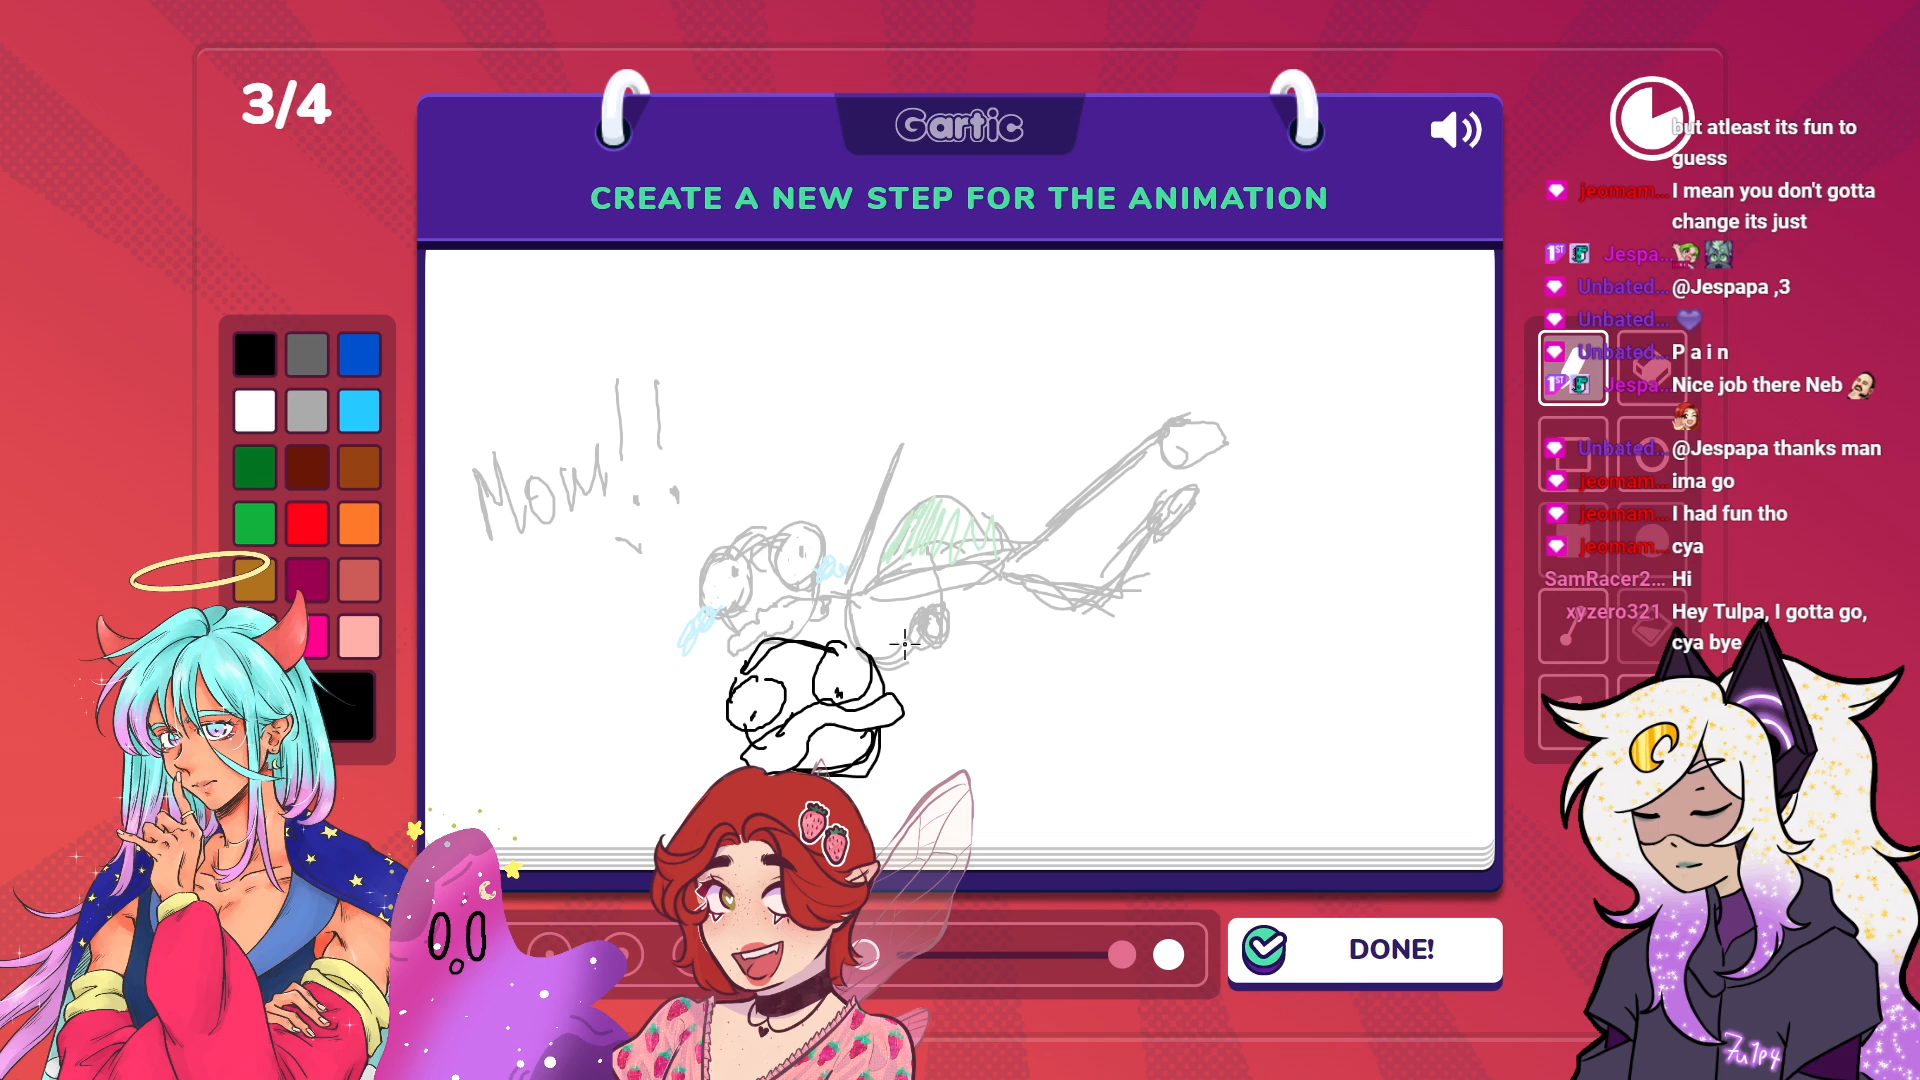 3/4
Gartic
CREATE A NEW STEP FOR THE ANIMATION
Mom!!
but atleast its fun to
guess
jeomam... I mean you don't gotta
change its just
1ST Jespa...
Unbated... @Jespapa ,3
Unbated...
Unbated... P a i n
1ST Jespa... Nice job there Neb
Unbated... @Jespapa thanks man
jeomam... ima go
jeomam... I had fun tho
jeomam... cya
SamRacer2... Hi
xyzero321 Hey Tulpa, I gotta go,
cya bye
DONE!
7u1p4